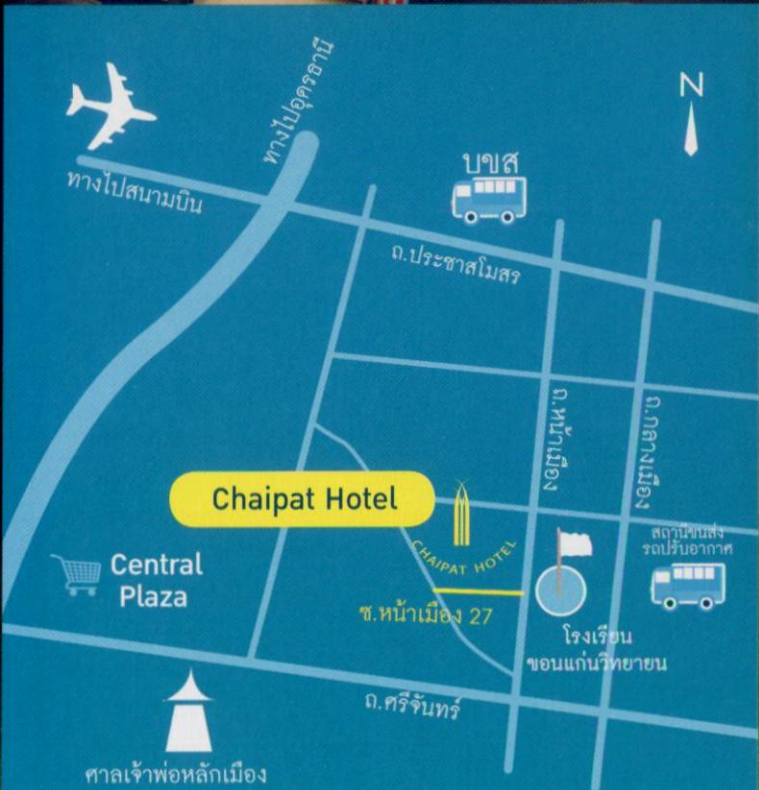 ทางไปอุดรธานี
N
ทางไปสนามบิน
บขส
ถ.ประชาสโมสร
ถ.หน้าเมือง
ถ.กลางเมือง
Chaipat Hotel
CHAIPAT HOTEL
สถานีขนส่ง
รถปรับอากาศ
Central
Plaza
ซ.หน้าเมือง 27
โรงเรียน
ขอนแก่นวิทยายน
ถ.ศรีจันทร์
ศาลเจ้าพ่อหลักเมือง